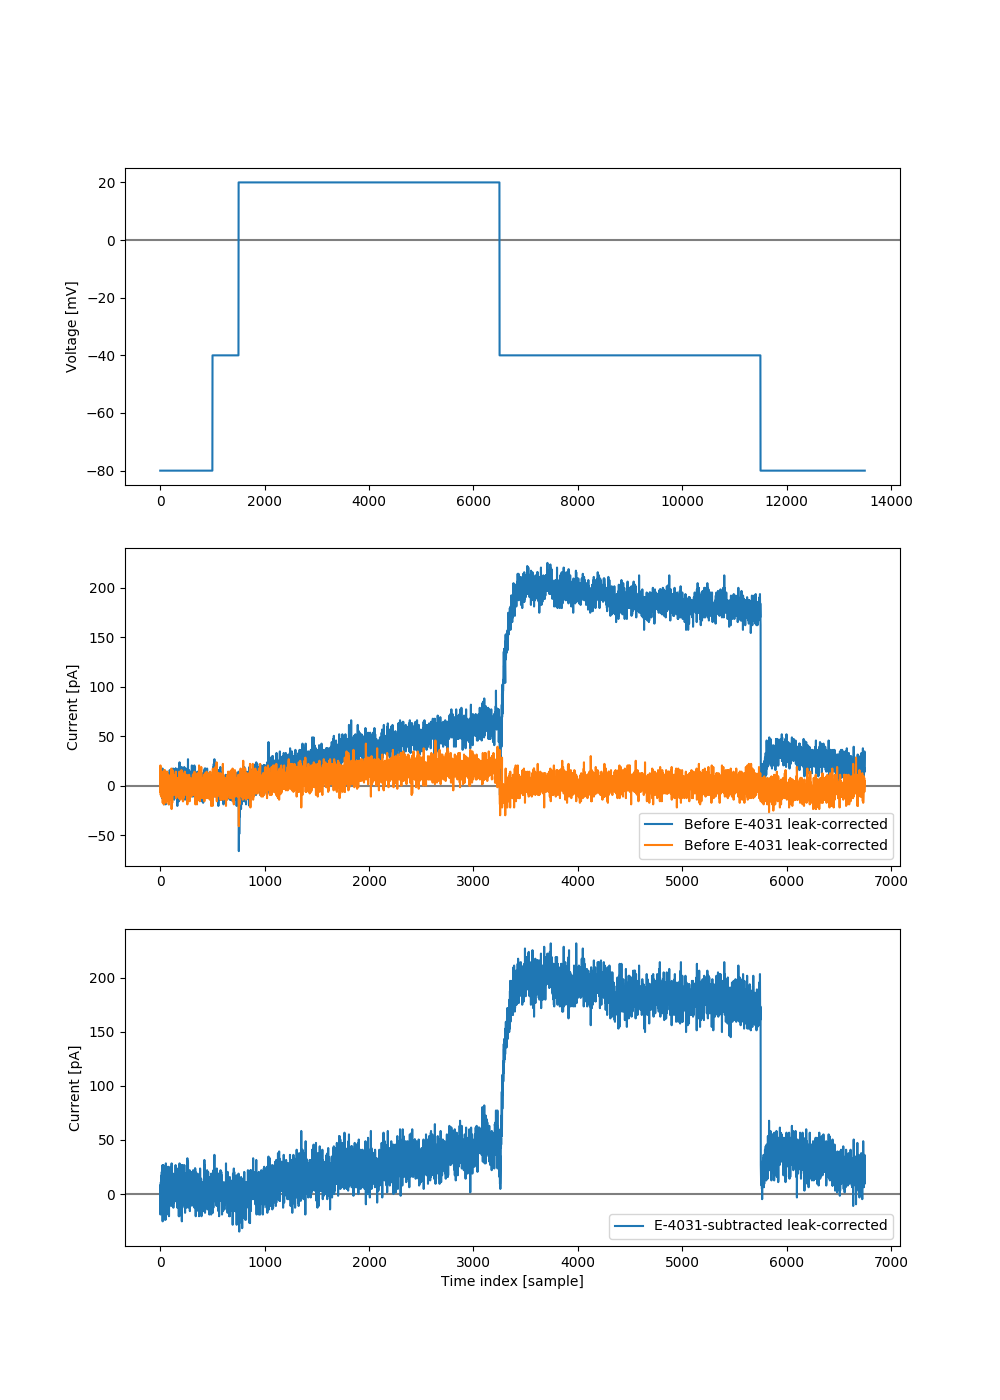 20
0
−20
−40
−60
−80
Voltage [mV]
0 2000 4000 6000 8000 10000 12000 14000
200
150
100
50
0
−50
Current [pA]
Before E-4031 leak-corrected
Before E-4031 leak-corrected
0 1000 2000 3000 4000 5000 6000 7000
200
150
100
50
0
Current [pA]
E-4031-subtracted leak-corrected
0 1000 2000 3000 4000 5000 6000 7000
Time index [sample]